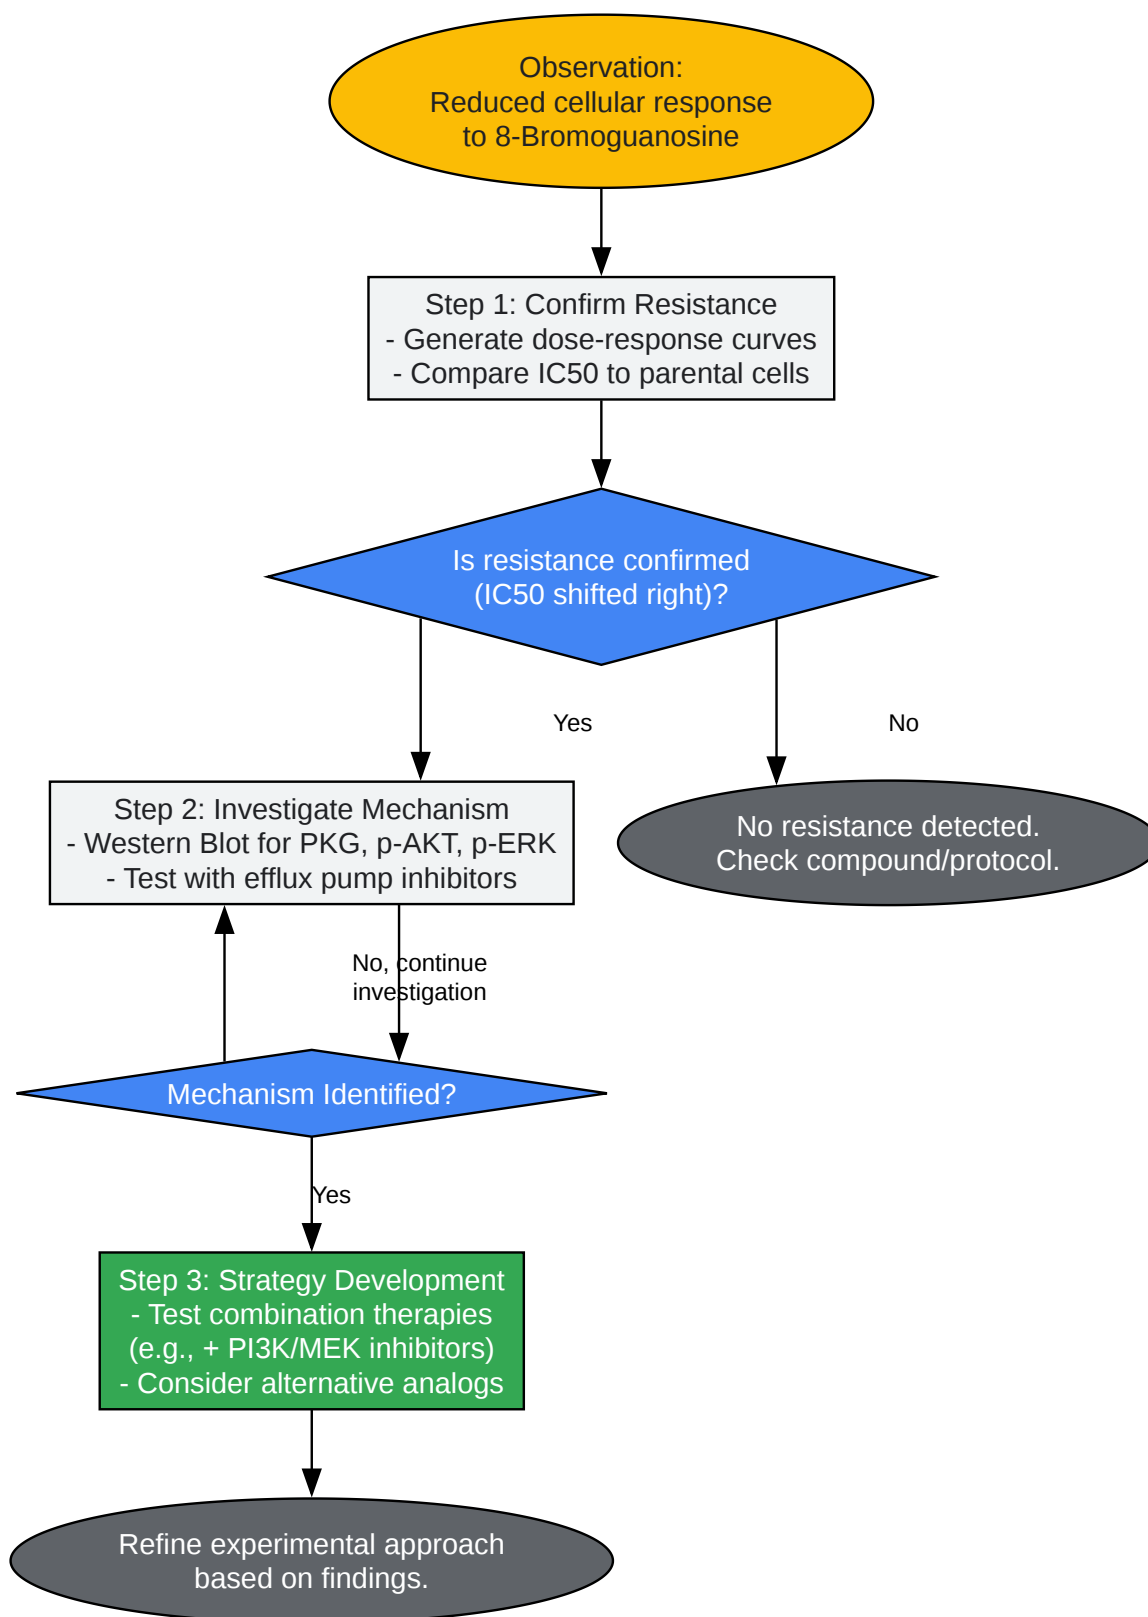 Observation:
Reduced cellular response
to 8-Bromoguanosine
Step 1: Confirm Resistance
- Generate dose-response curves
- Compare IC50 to parental cells
Is resistance confirmed
(IC50 shifted right)?
Yes
No
Step 2: Investigate Mechanism
- Western Blot for PKG, p-AKT, p-ERK
- Test with efflux pump inhibitors
No resistance detected.
Check compound/protocol.
No, continue
investigation
Mechanism Identified?
Yes
Step 3: Strategy Development
- Test combination therapies
(e.g., + PI3K/MEK inhibitors)
- Consider alternative analogs
Refine experimental approach
based on findings.